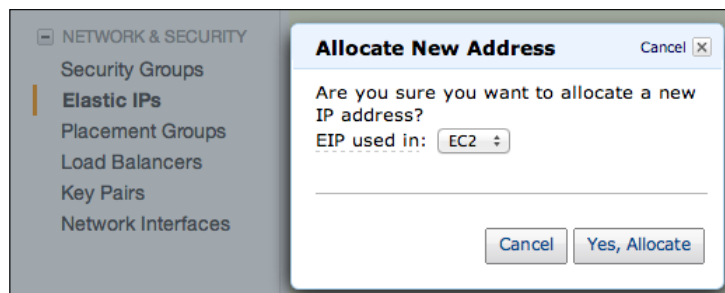 NETWORK & SECURITY
Security Groups
Elastic IPs
Placement Groups
Load Balancers
Key Pairs
Network Interfaces
Allocate New Address
Cancel
Are you sure you want to allocate a new
IP address?
EIP used in: EC2
Cancel
Yes, Allocate